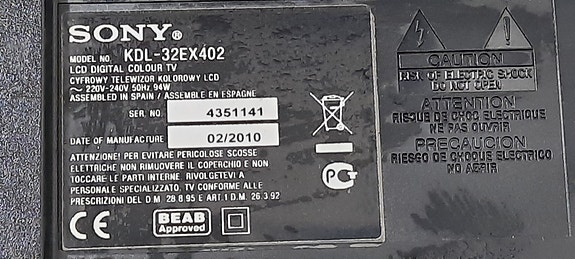 SONY®
MODEL NO. KDL-32EX402
LCD DIGITAL COLOUR TV
CYFROWY TELEWIZOR KOLOROWY LCD
~ 220V-240V 50Hz 94W
ASSEMBLED IN SPAIN / ASSEMBLE EN ESPAGNE
SER. NO. 4351141
DATE OF MANUFACTURE 02/2010
ATTENZIONE! PER EVITARE PERICOLOSE SCOSSE
ELETTRICHE NON RIMUOVERE IL COPERCHIO E NON
TOCCARE LE PARTI INTERNE. RIVOLGETEVI A
PERSONALE SPECIALIZZATO. TV CONFORME ALLE
PRESCRIZIONI DEL D.M. 28.8.95 E ART.1 D.M. 26.3.92
CE
BEAB
Approved
CAUTION
RISK OF ELECTRIC SHOCK
DO NOT OPEN
ATTENTION
RISQUE DE CHOC ELECTRIQUE
NE PAS OUVRIR
PRECAUCION
RIESGO DE CHOQUE ELECTRICO
NO ABRIR